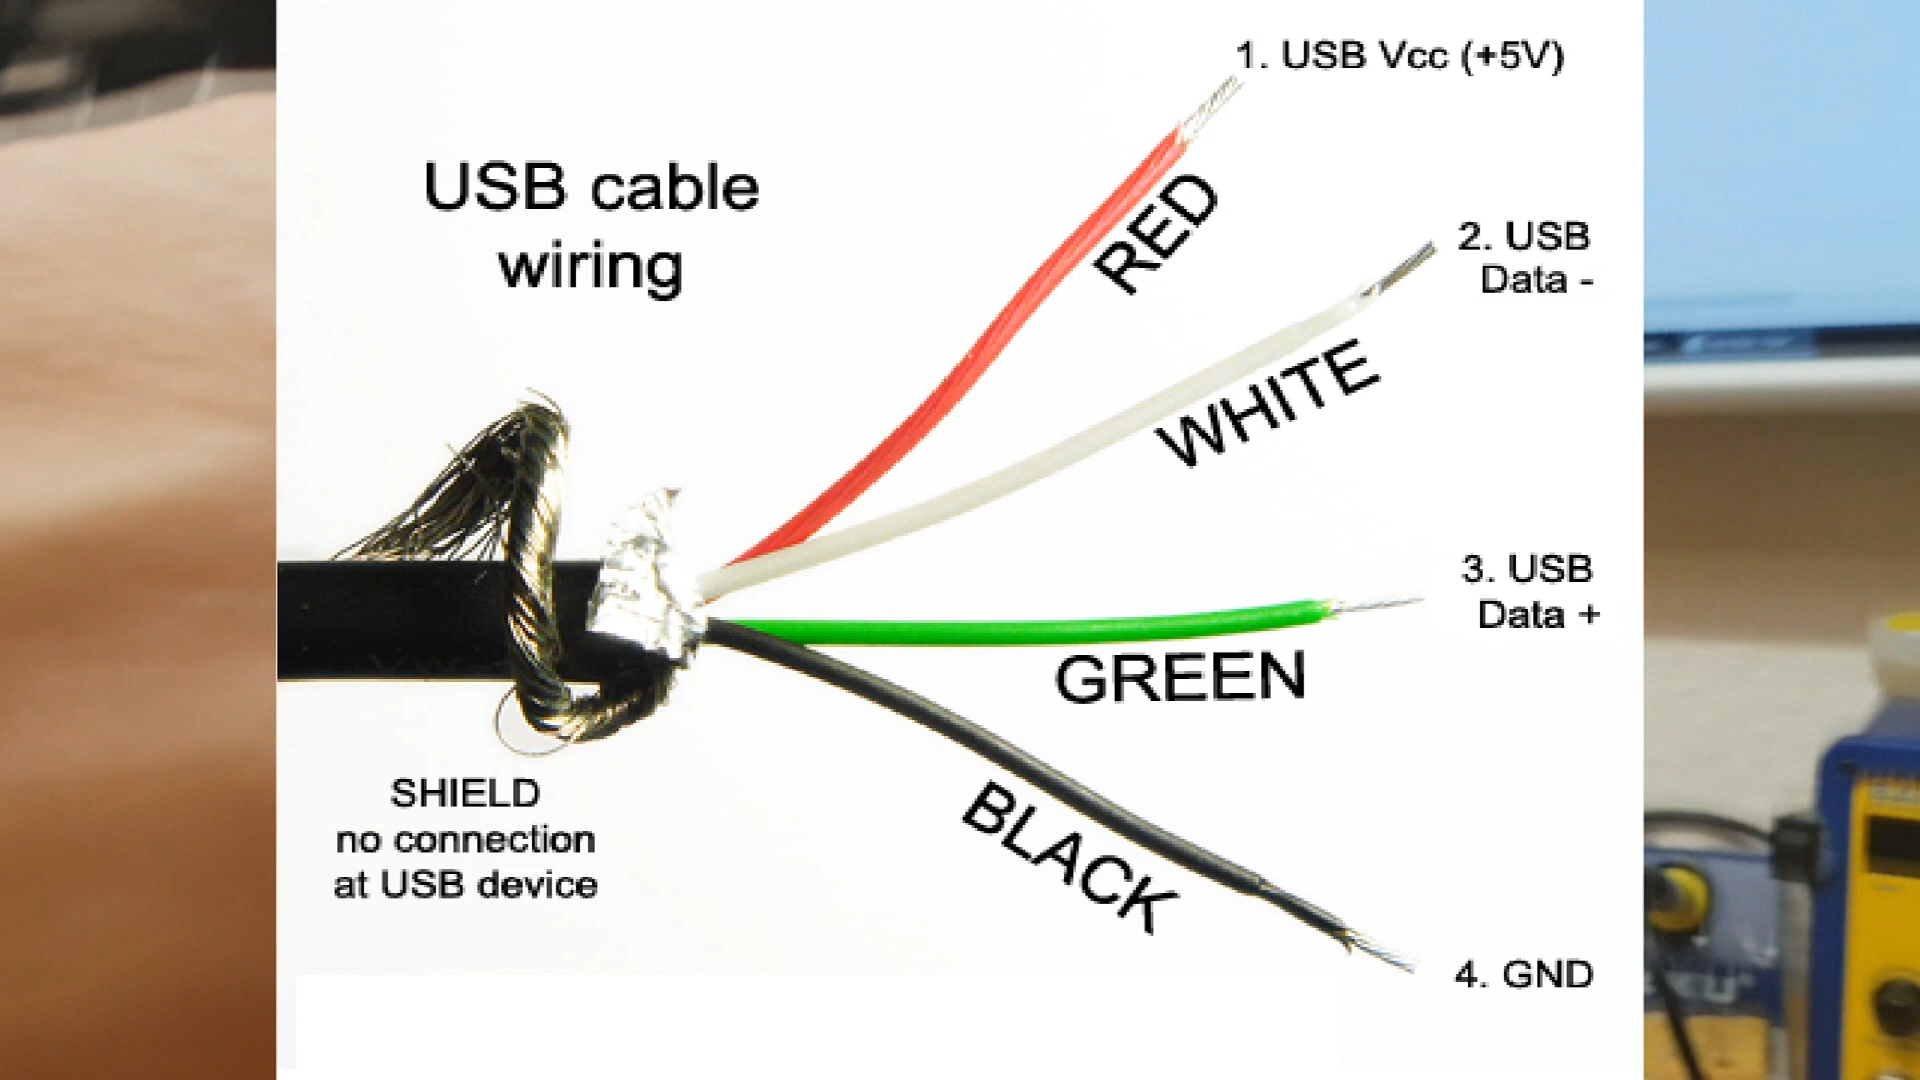 USB cable
wiring
1. USB Vcc (+5V)
RED
2. USB
Data -
WHITE
3. USB
Data +
GREEN
BLACK
4. GND
SHIELD
no connection
at USB device